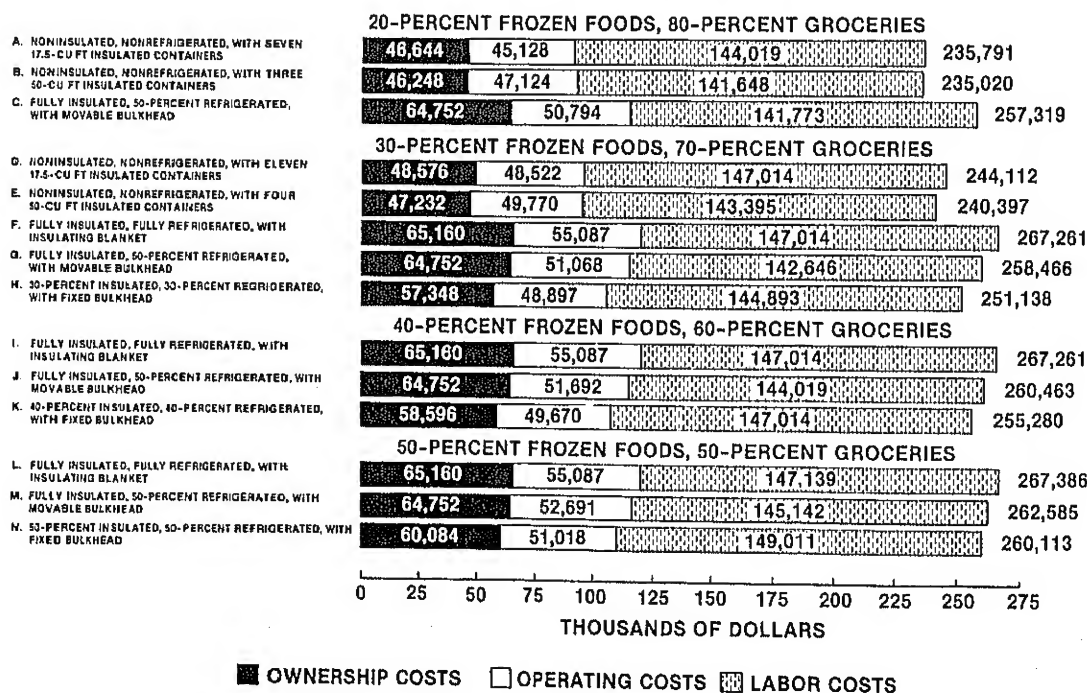 20-PERCENT FROZEN FOODS, 80-PERCENT GROCERIES
A. NONINSULATED, NONREFRIGERATED, WITH SEVEN
17.5-CU FT INSULATED CONTAINERS
46,644 45,128 144,019 235,791
B. NONINSULATED, NONREFRIGERATED, WITH THREE
50-CU FT INSULATED CONTAINERS
46,248 47,124 141,648 235,020
C. FULLY INSULATED, 50-PERCENT REFRIGERATED,
WITH MOVABLE BULKHEAD
64,752 50,794 141,773 257,319
30-PERCENT FROZEN FOODS, 70-PERCENT GROCERIES
D. NONINSULATED, NONREFRIGERATED, WITH ELEVEN
17.5-CU FT INSULATED CONTAINERS
48,576 48,522 147,014 244,112
E. NONINSULATED, NONREFRIGERATED, WITH FOUR
50-CU FT INSULATED CONTAINERS
47,232 49,770 143,395 240,397
F. FULLY INSULATED, FULLY REFRIGERATED, WITH
INSULATING BLANKET
65,160 55,087 147,014 267,261
G. FULLY INSULATED, 50-PERCENT REFRIGERATED,
WITH MOVABLE BULKHEAD
64,752 51,068 142,646 258,466
H. 30-PERCENT INSULATED, 30-PERCENT REGRIGERATED,
WITH FIXED BULKHEAD
57,348 48,897 144,893 251,138
40-PERCENT FROZEN FOODS, 60-PERCENT GROCERIES
I. FULLY INSULATED, FULLY REFRIGERATED, WITH
INSULATING BLANKET
65,160 55,087 147,014 267,261
J. FULLY INSULATED, 50-PERCENT REFRIGERATED, WITH
MOVABLE BULKHEAD
64,752 51,692 144,019 260,463
K. 40-PERCENT INSULATED, 40-PERCENT REFRIGERATED,
WITH FIXED BULKHEAD
58,596 49,670 147,014 255,280
50-PERCENT FROZEN FOODS, 50-PERCENT GROCERIES
L. FULLY INSULATED, FULLY REFRIGERATED, WITH
INSULATING BLANKET
65,160 55,087 147,139 267,386
M. FULLY INSULATED, 50-PERCENT REFRIGERATED, WITH
MOVABLE BULKHEAD
64,752 52,691 145,142 262,585
N. 50-PERCENT INSULATED, 50-PERCENT REFRIGERATED, WITH
FIXED BULKHEAD
60,084 51,018 149,011 260,113
0 25 50 75 100 125 150 175 200 225 250 275
THOUSANDS OF DOLLARS
OWNERSHIP COSTS OPERATING COSTS LABOR COSTS